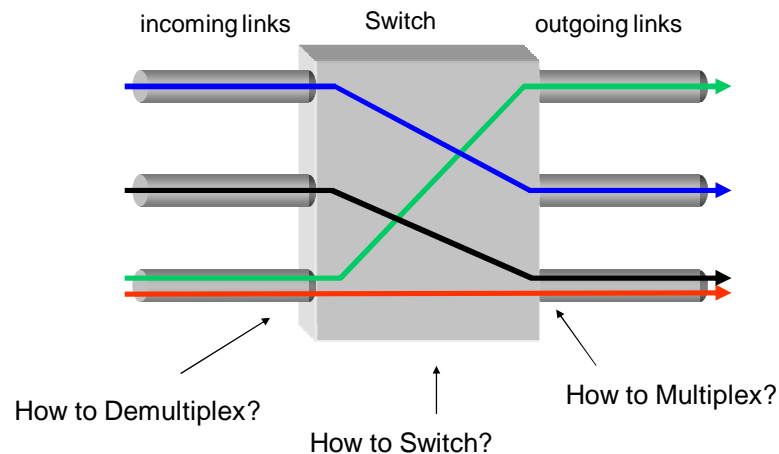 incoming links
Switch
outgoing links
How to Demultiplex?
How to Switch?
How to Multiplex?